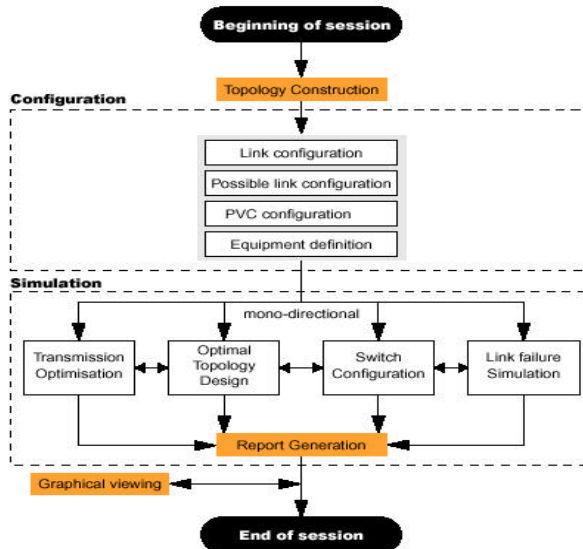 Beginning of session
Topology Construction
Configuration
Link configuration
Possible link configuration
PVC configuration
Equipment definition
Simulation
mono-directional
Transmission
Optimisation
Optimal
Topology
Design
Switch
Configuration
Link failure
Simulation
Report Generation
Graphical viewing
End of session